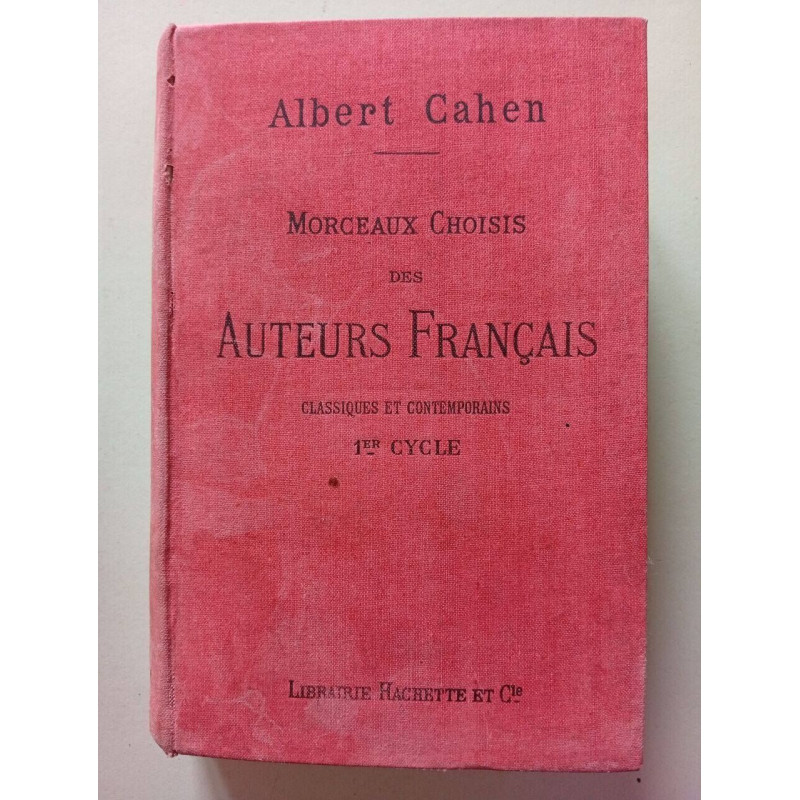 Albert Cahen
MORCEAUX CHOISIS
DES
AUTEURS FRANÇAIS
CLASSIQUES ET CONTEMPORAINS
1ER CYCLE
LIBRAIRIE HACHETTE ET Cie